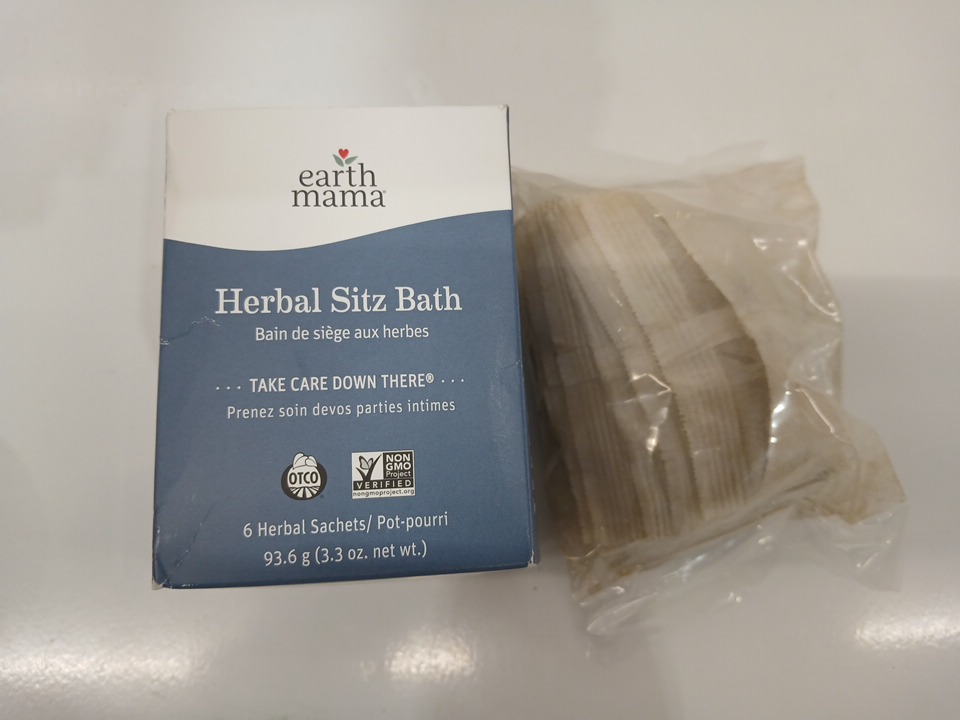 earth
mama
Herbal Sitz Bath
Bain de siège aux herbes
··· TAKE CARE DOWN THERE® ···
Prenez soin devos parties intimes
OTCO
NON
GMO
Project
VERIFIED
nongmoproject.org
6 Herbal Sachets/ Pot-pourri
93.6 g (3.3 oz. net wt.)